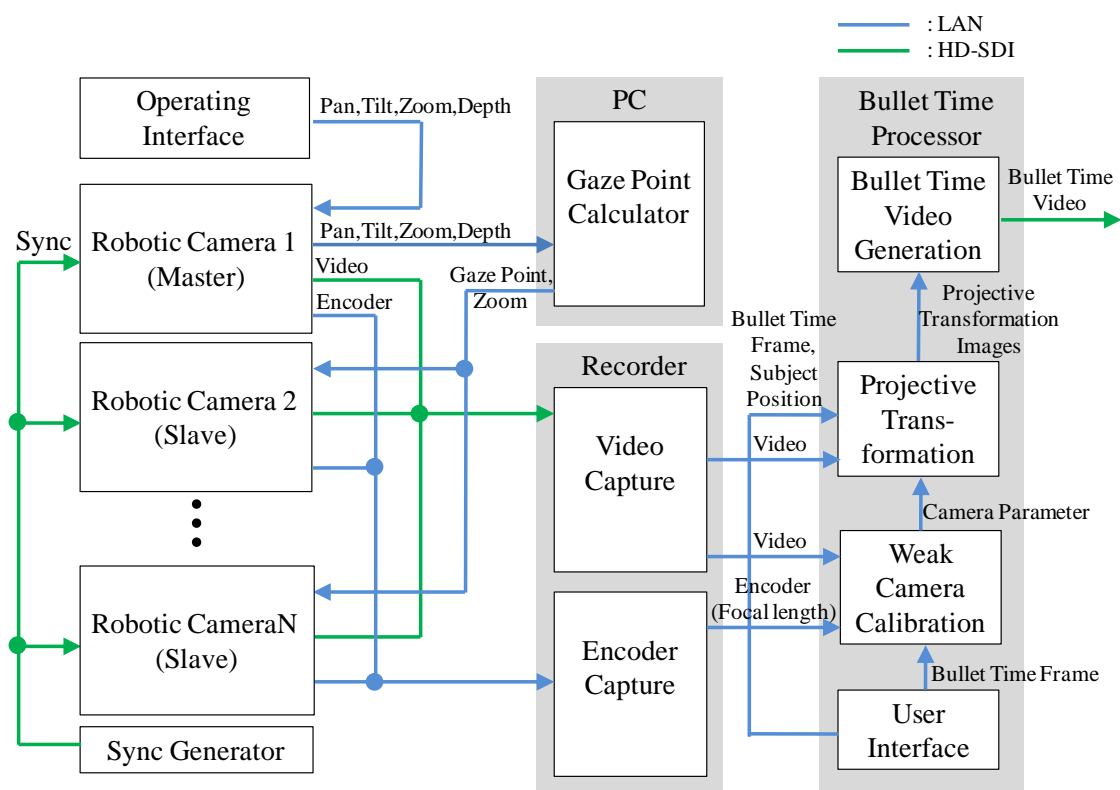 : LAN
: HD-SDI
Operating
Interface
Pan,Tilt,Zoom,Depth
Sync
Robotic Camera 1
(Master)
Pan,Tilt,Zoom,Depth
Video
Encoder
Gaze Point,
Zoom
Robotic Camera 2
(Slave)
Robotic CameraN
(Slave)
Sync Generator
PC
Gaze Point
Calculator
Recorder
Video
Capture
Encoder
Capture
Bullet Time
Frame,
Subject
Position
Video
Video
Encoder
(Focal length)
Bullet Time
Processor
Bullet Time
Video
Generation
Bullet Time
Video
Projective
Transformation
Images
Projective
Trans-
formation
Camera Parameter
Weak
Camera
Calibration
Bullet Time Frame
User
Interface